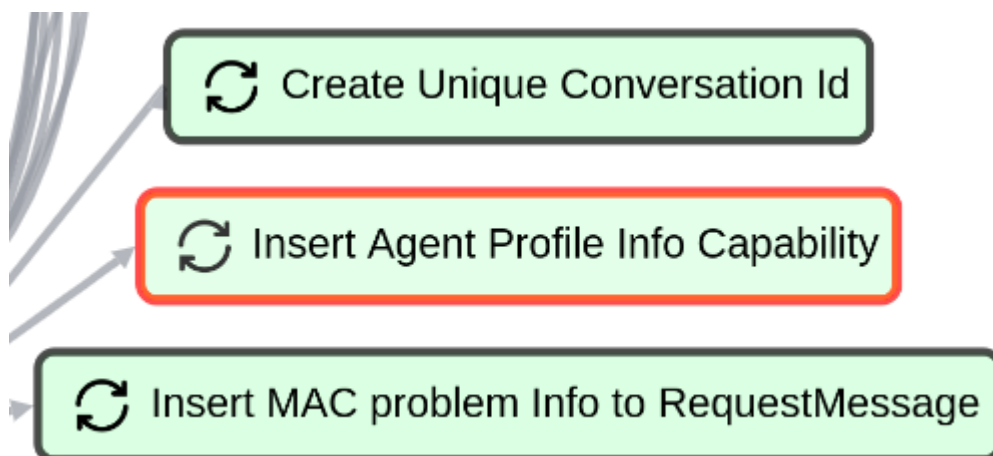 Create Unique Conversation Id
Insert Agent Profile Info Capability
Insert MAC problem Info to RequestMessage